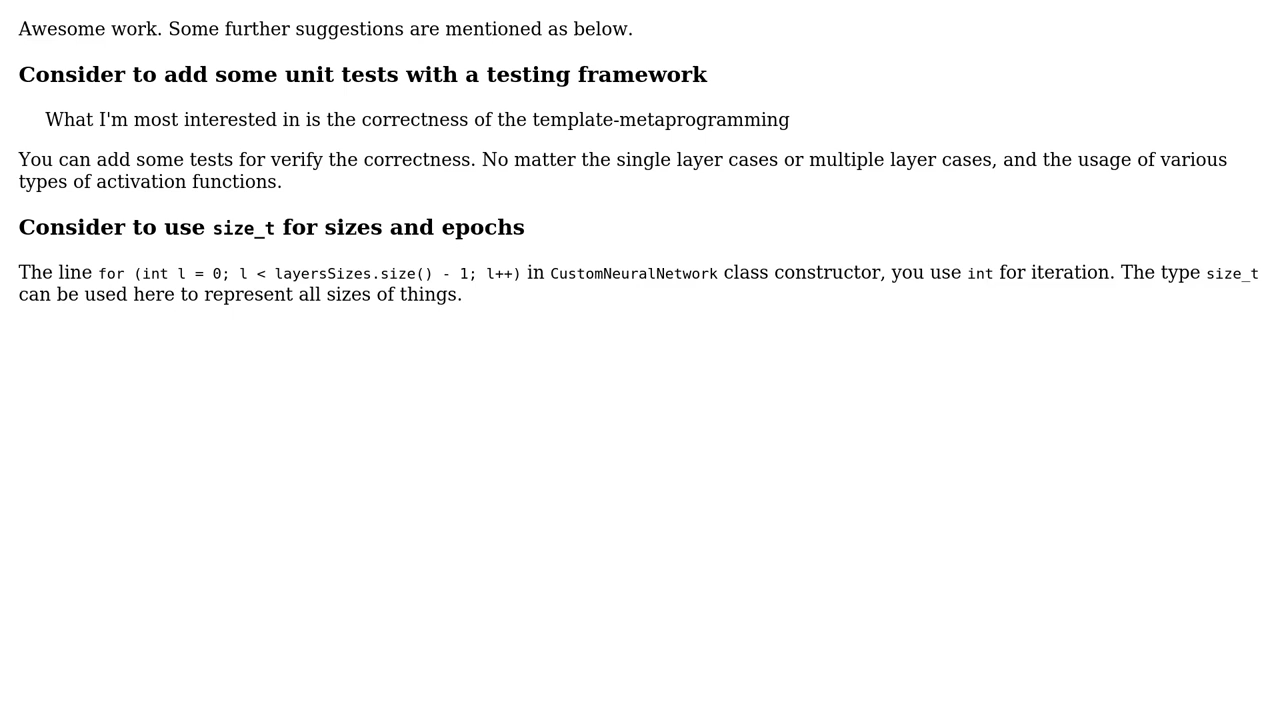 Awesome work. Some further suggestions are mentioned as below.
Consider to add some unit tests with a testing framework
What I'm most interested in is the correctness of the template-metaprogramming
You can add some tests for verify the correctness. No matter the single layer cases or multiple layer cases, and the usage of various
types of activation functions.
Consider to use size_t for sizes and epochs
The line for (int l = 0; l < layersSizes.size() - 1; l++) in CustomNeuralNetwork class constructor, you use int for iteration. The type size_t
can be used here to represent all sizes of things.